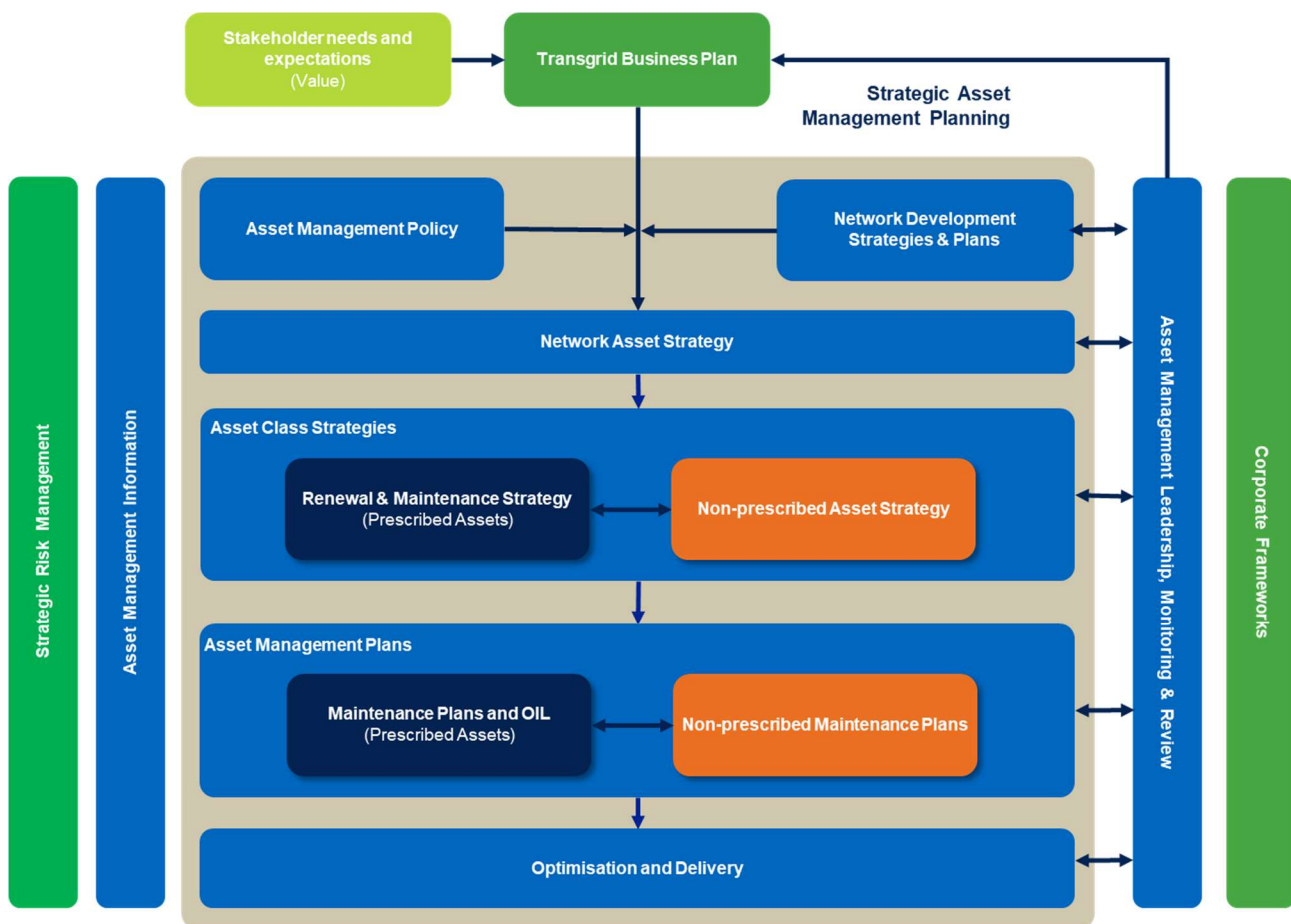 Stakeholder needs and
expectations
(Value)
Transgrid Business Plan
Strategic Asset
Management Planning
Strategic Risk Management
Asset Management Information
Asset Management Policy
Network Development
Strategies & Plans
Network Asset Strategy
Asset Class Strategies
Renewal & Maintenance Strategy
(Prescribed Assets)
Non-prescribed Asset Strategy
Asset Management Plans
Maintenance Plans and OIL
(Prescribed Assets)
Non-prescribed Maintenance Plans
Optimisation and Delivery
Asset Management Leadership, Monitoring & Review
Corporate Frameworks